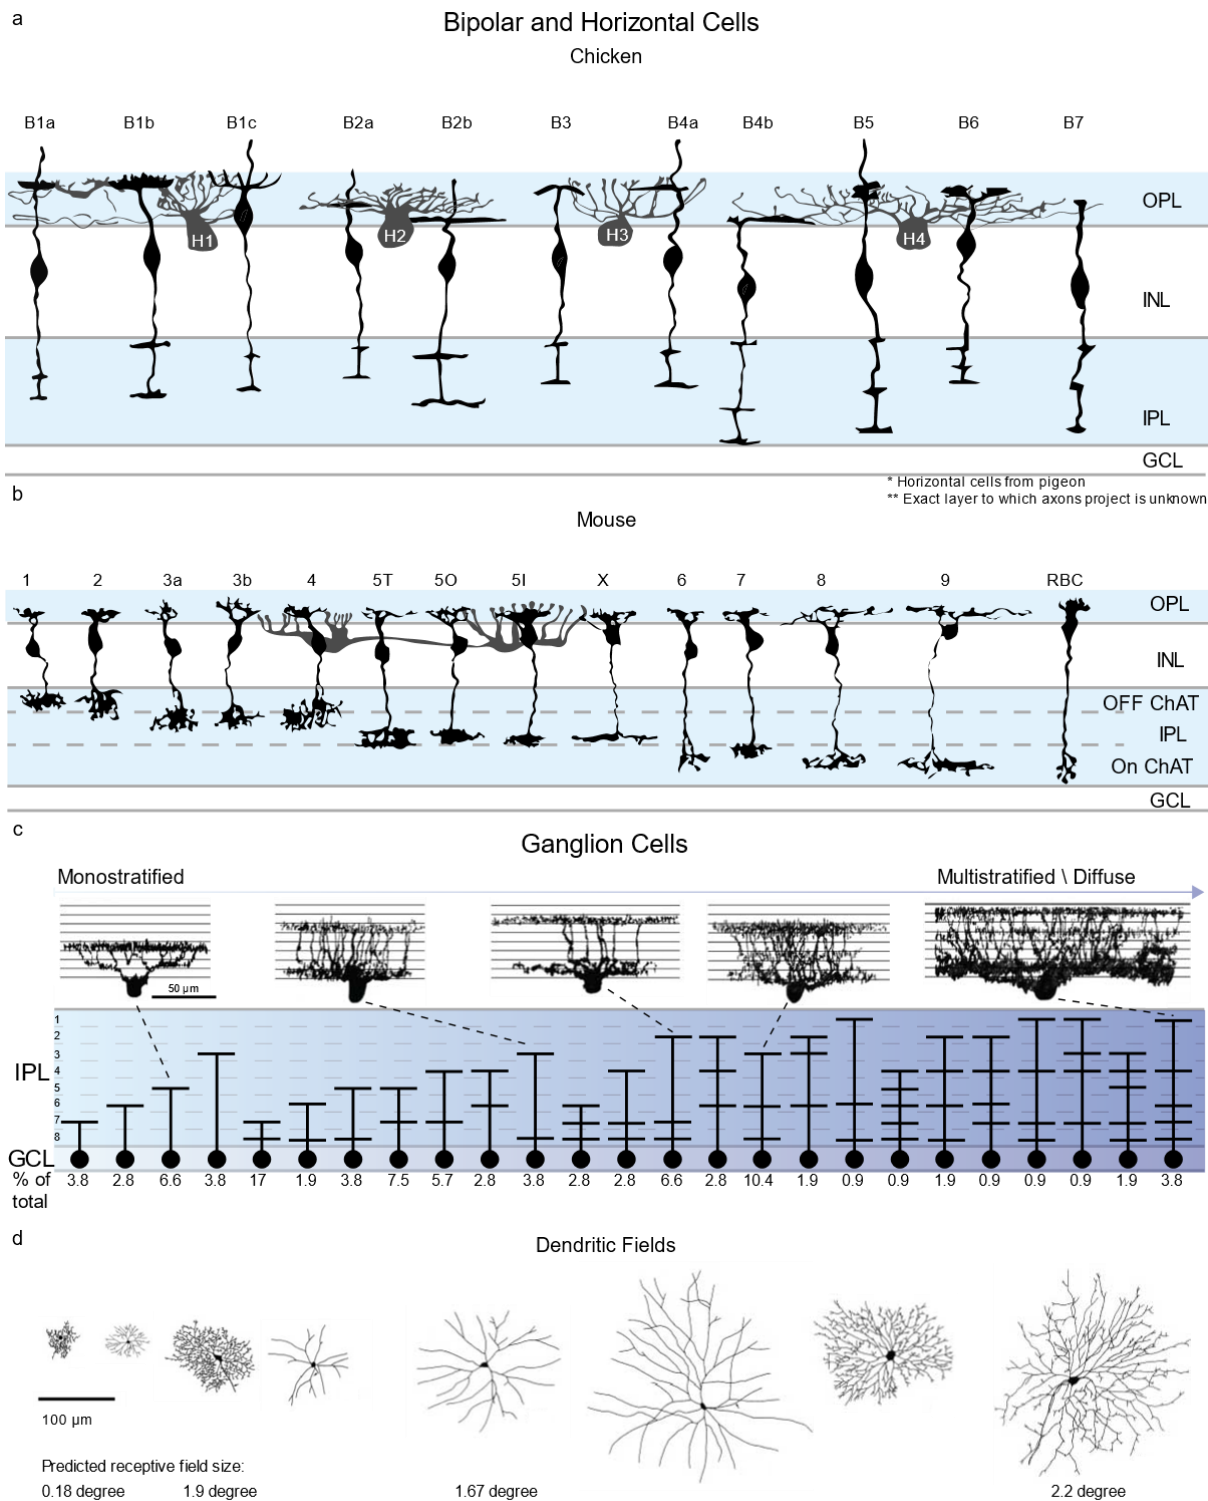 a
Bipolar and Horizontal Cells
Chicken
B1a B1b B1c B2a B2b B3 B4a B4b B5 B6 B7
OPL
H1 H2 H3 H4
INL
IPL
GCL
* Horizontal cells from pigeon
** Exact layer to which axons project is unknown
b
Mouse
1 2 3a 3b 4 5T 5O 5I X 6 7 8 9 RBC
OPL
INL
OFF ChAT
IPL
On ChAT
GCL
c
Ganglion Cells
Monostratified Multistratified \ Diffuse
50 µm
1
2
3
4
IPL
5
6
7
8
GCL
% of total
3.8 2.8 6.6 3.8 17 1.9 3.8 7.5 5.7 2.8 3.8 2.8 2.8 6.6 2.8 10.4 1.9 0.9 0.9 1.9 0.9 0.9 0.9 1.9 3.8
d
Dendritic Fields
100 µm
Predicted receptive field size:
0.18 degree 1.9 degree 1.67 degree 2.2 degree